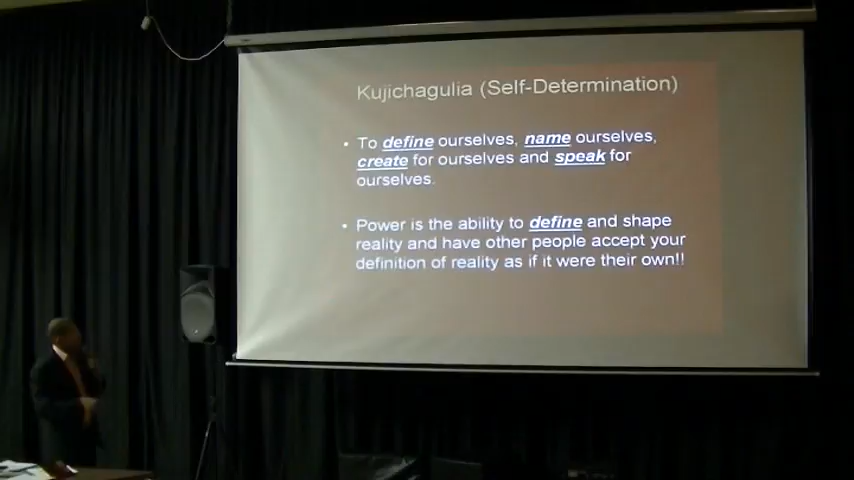 Kujichagulia (Self-Determination)
• To define ourselves, name ourselves,
create for ourselves and speak for
ourselves.
• Power is the ability to define and shape
reality and have other people accept your
definition of reality as if it were their own!!